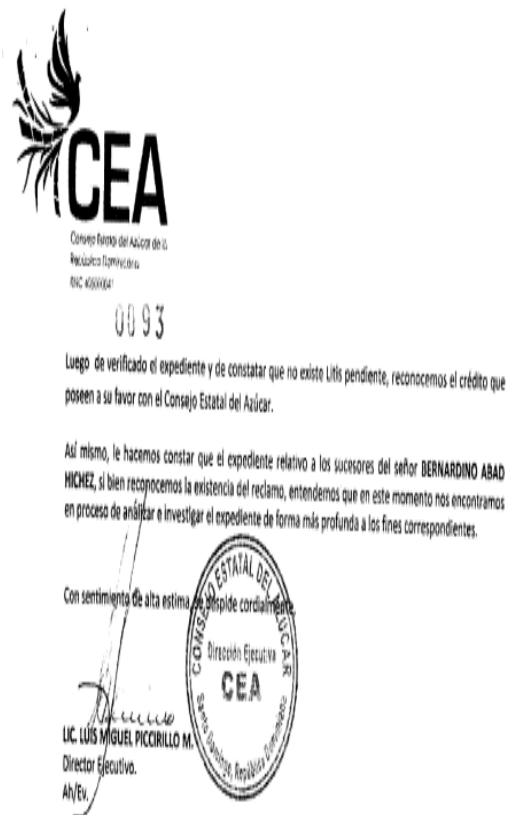 CEA
Consejo Estatal del Azúcar de la
República Dominicana
RNC
0093
Luego de verificado el expediente y de constatar que no existe Litis pendiente, reconocemos el crédito que
poseen a su favor con el Consejo Estatal del Azúcar.
Así mismo, le hacemos constar que el expediente relativo a los sucesores del señor BERNARDINO ABAD
MICHEZ, si bien reconocemos la existencia del reclamo, entendemos que en este momento nos encontramos
en proceso de análizar e investigar el expediente de forma más profunda a los fines correspondientes.
Con sentimiento de alta estima se despide cordialmente
CONSEJO ESTATAL DEL AZUCAR
Dirección Ejecutiva
CEA
Santo Domingo, República Dominicana
LIC. LUIS MIGUEL PICCIRILLO M.
Director Ejecutivo.
Ah/Ev.